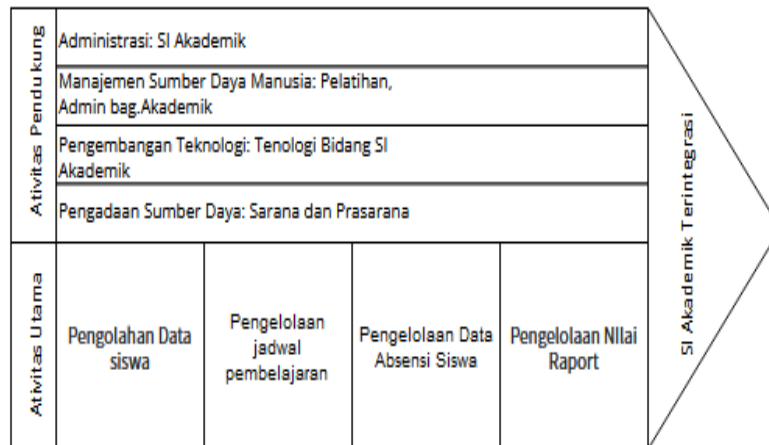 Ativitas Pendukung
Administrasi: SI Akademik
Manajemen Sumber Daya Manusia: Pelatihan,
Admin bag.Akademik
Pengembangan Teknologi: Tenologi Bidang SI
Akademik
Pengadaan Sumber Daya: Sarana dan Prasarana
Ativitas Utama
Pengolahan Data
siswa
Pengelolaan
jadwal
pembelajaran
Pengelolaan Data
Absensi Siswa
Pengelolaan NIlai
Raport
SI Akademik Terintegrasi